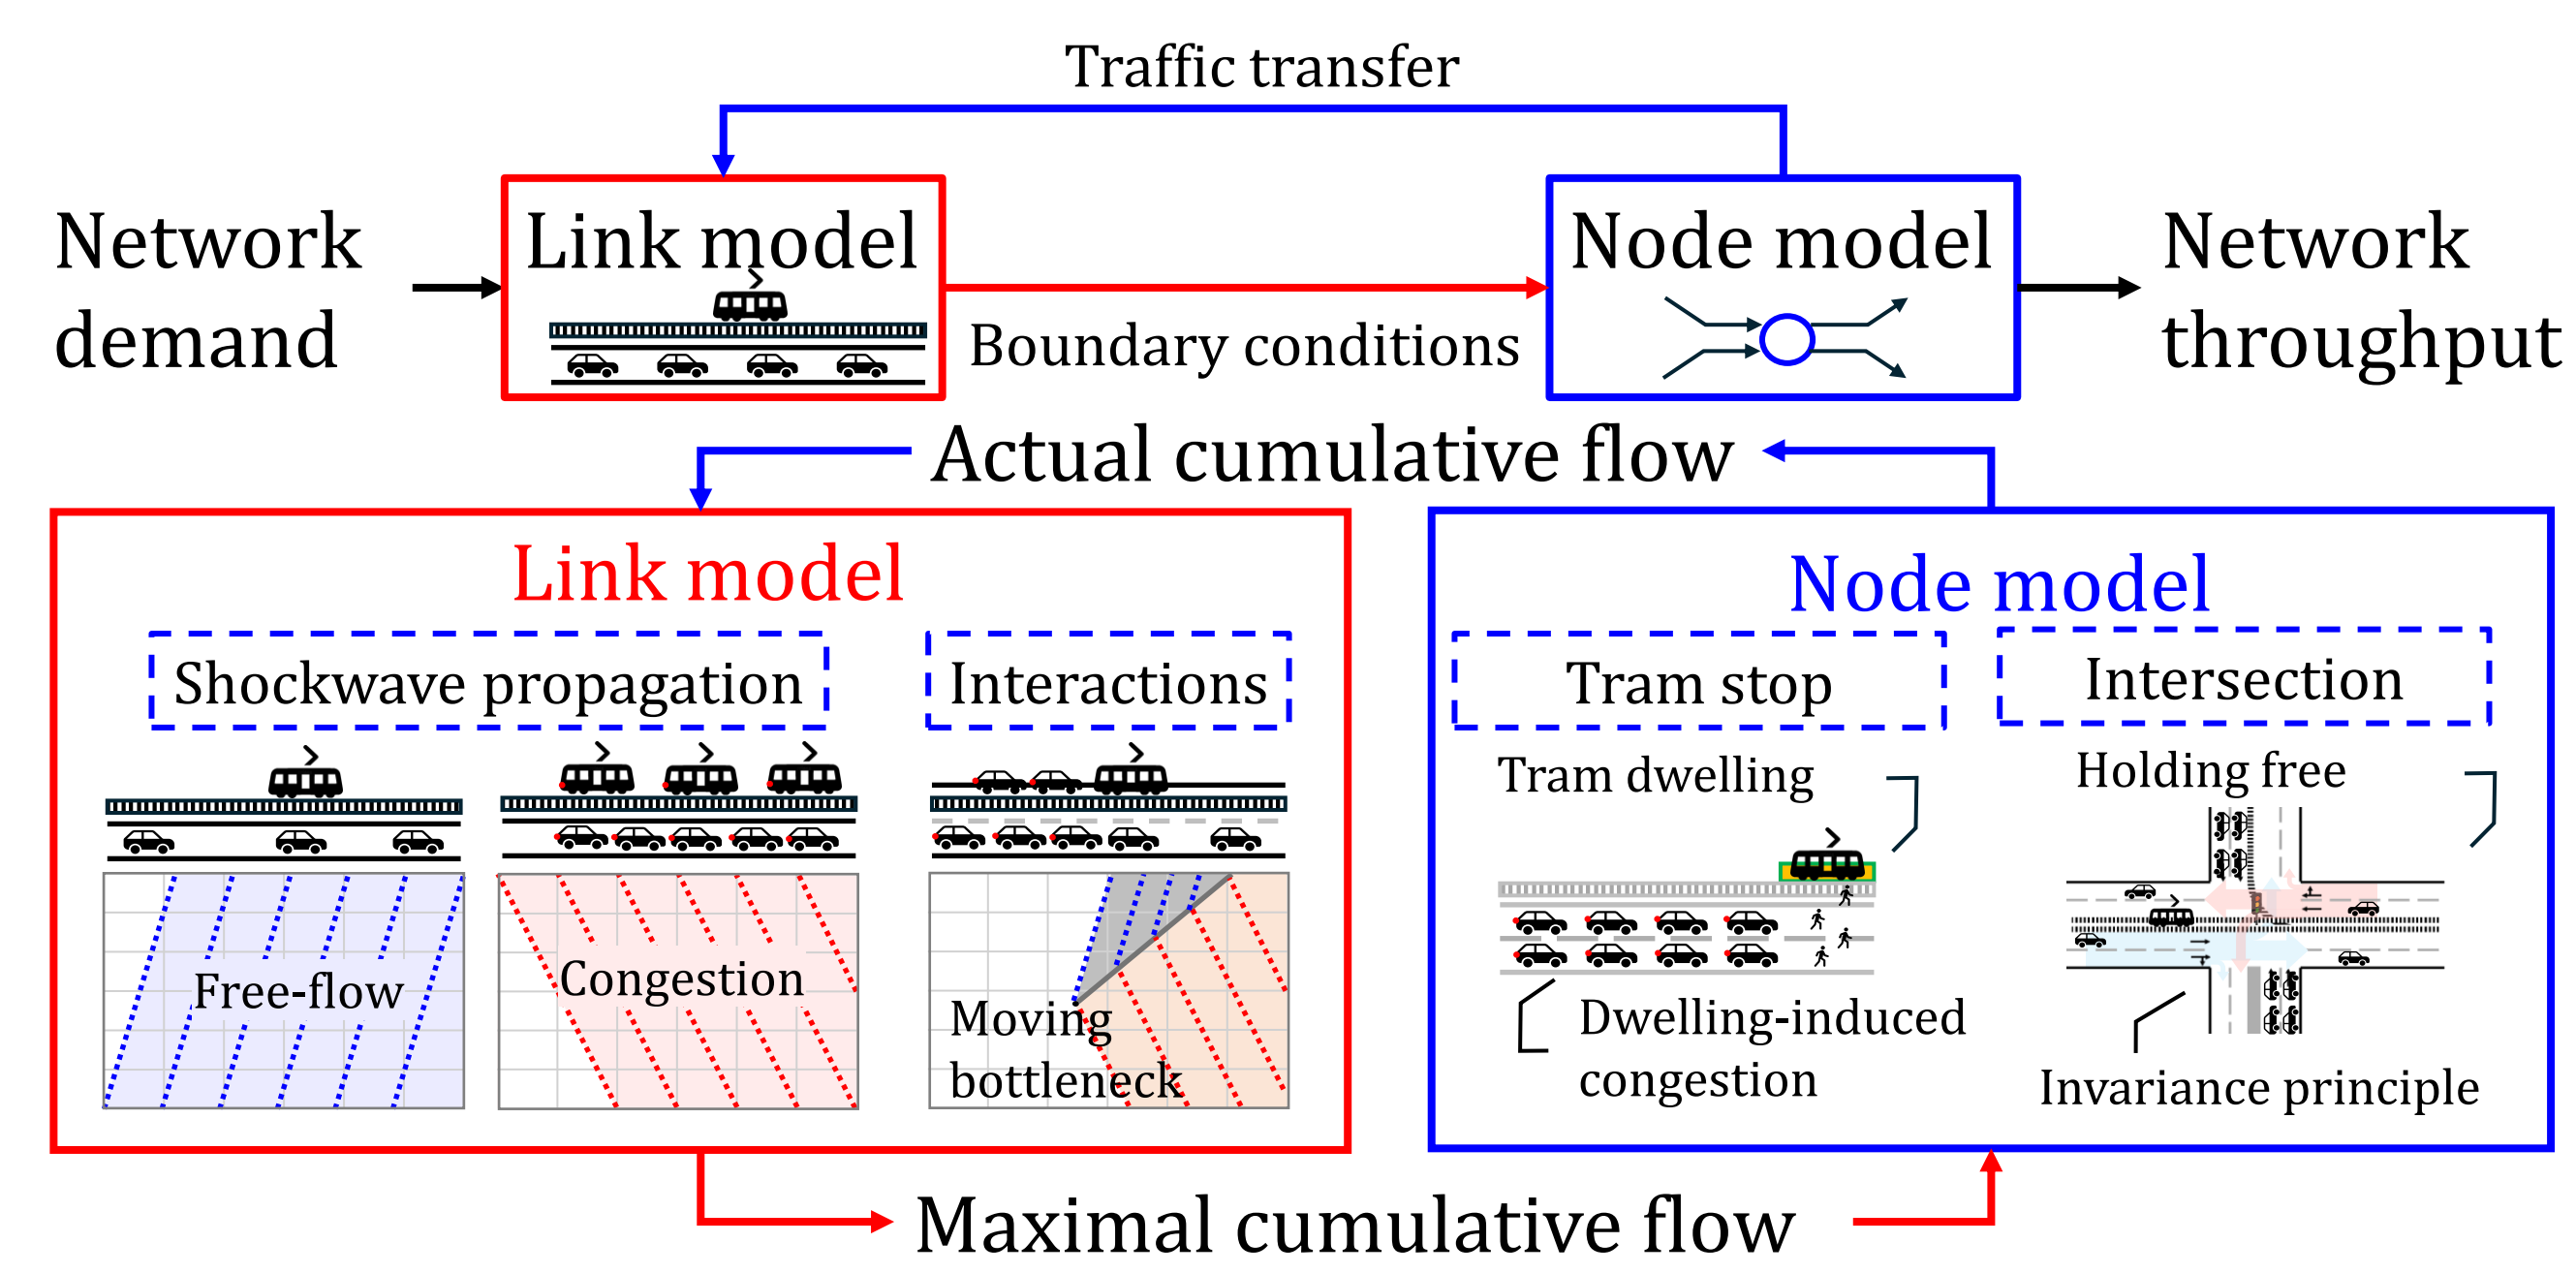 Traffic transfer
Network
demand
Link model
Boundary conditions
Node model
Network
throughput
Actual cumulative flow
Link model
Shockwave propagation
Interactions
Free-flow
Congestion
Moving
bottleneck
Node model
Tram stop
Intersection
Tram dwelling
Holding free
Dwelling-induced
congestion
Invariance principle
Maximal cumulative flow